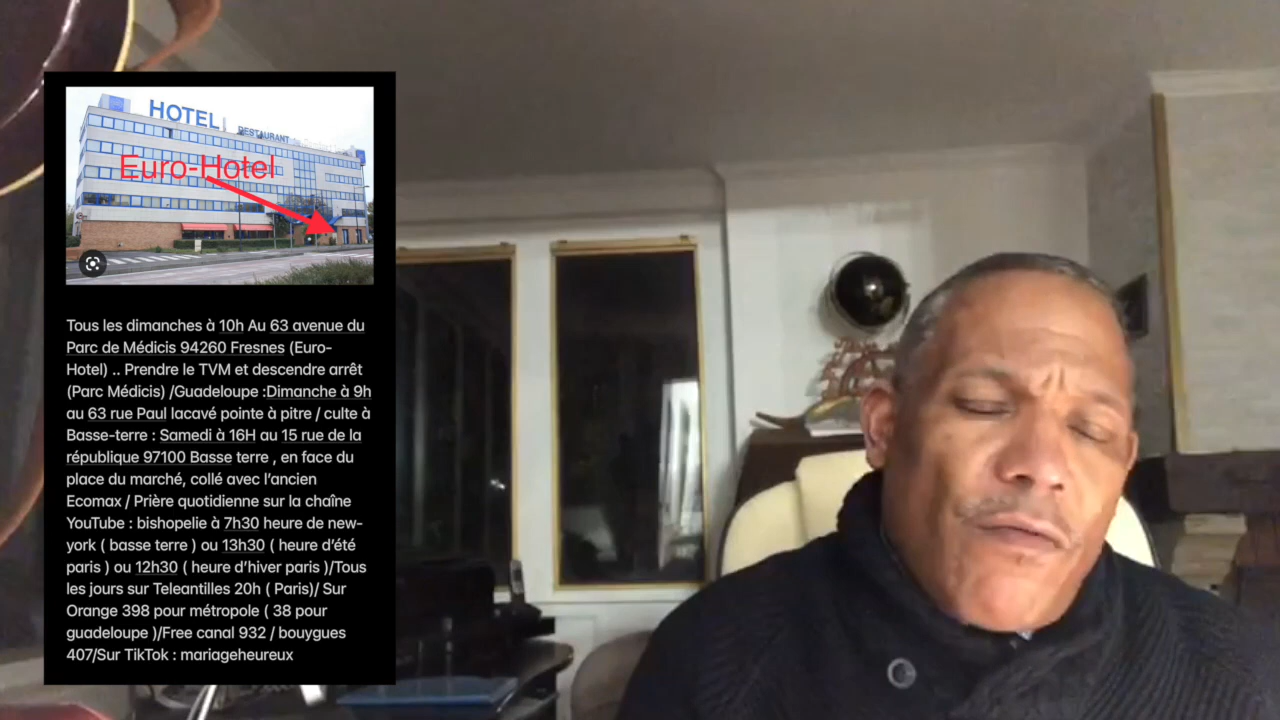 HOTEL
RESTAURANT
Euro-Hotel
Tous les dimanches à 10h Au 63 avenue du
Parc de Médicis 94260 Fresnes (Euro-
Hotel) .. Prendre le TVM et descendre arrêt
(Parc Médicis) /Guadeloupe :Dimanche à 9h
au 63 rue Paul lacavé pointe à pitre / culte à
Basse-terre : Samedi à 16H au 15 rue de la
république 97100 Basse terre , en face du
place du marché, collé avec l'ancien
Ecomax / Prière quotidienne sur la chaîne
YouTube : bishopelie à 7h30 heure de new-
york ( basse terre ) ou 13h30 ( heure d'été
paris ) ou 12h30 ( heure d'hiver paris )/Tous
les jours sur Teleantilles 20h ( Paris)/ Sur
Orange 398 pour métropole ( 38 pour
guadeloupe )/Free canal 932 / bouygues
407/Sur TikTok : mariageheureux